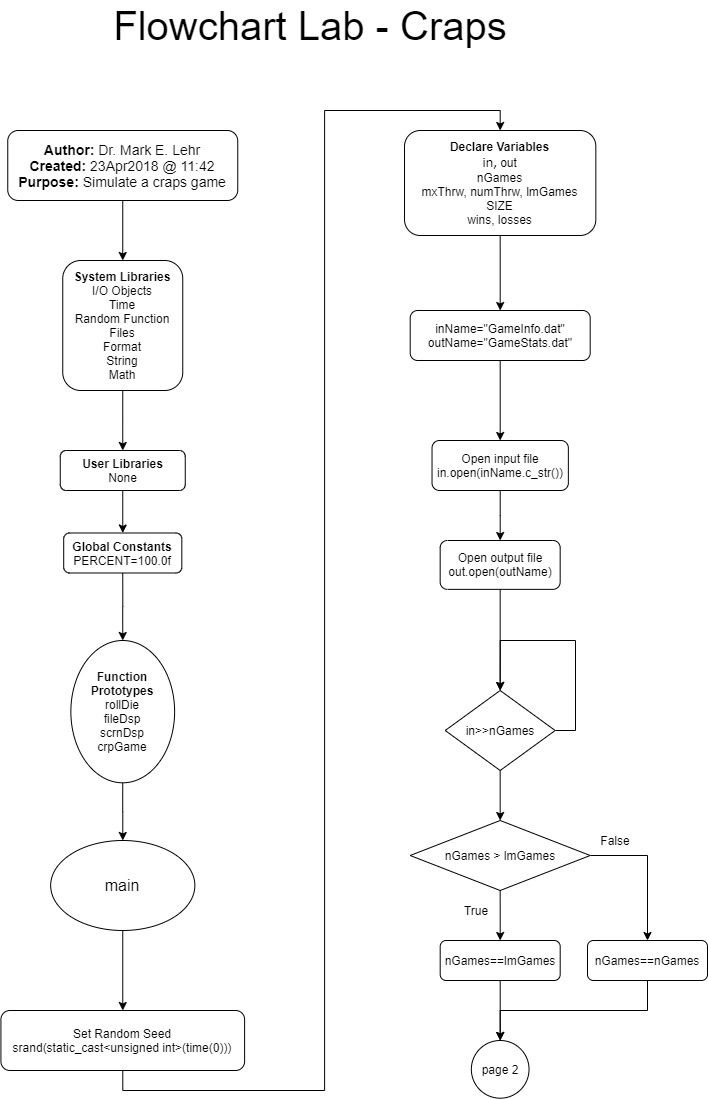 Flowchart Lab - Craps
Author: Dr. Mark E. Lehr
Created: 23Apr2018 @ 11:42
Purpose: Simulate a craps game
System Libraries
I/O Objects
Time
Random Function
Files
Format
String
Math
User Libraries
None
Global Constants
PERCENT=100.0f
Function
Prototypes
rollDie
fileDsp
scrnDsp
crpGame
main
Set Random Seed
srand(static_cast<unsigned int>(time(0)))
Declare Variables
in, out
nGames
mxThrw, numThrw, lmGames
SIZE
wins, losses
inName="GameInfo.dat"
outName="GameStats.dat"
Open input file
in.open(inName.c_str())
Open output file
out.open(outName)
in>>nGames
nGames > lmGames
False
True
nGames==lmGames
nGames==nGames
page 2